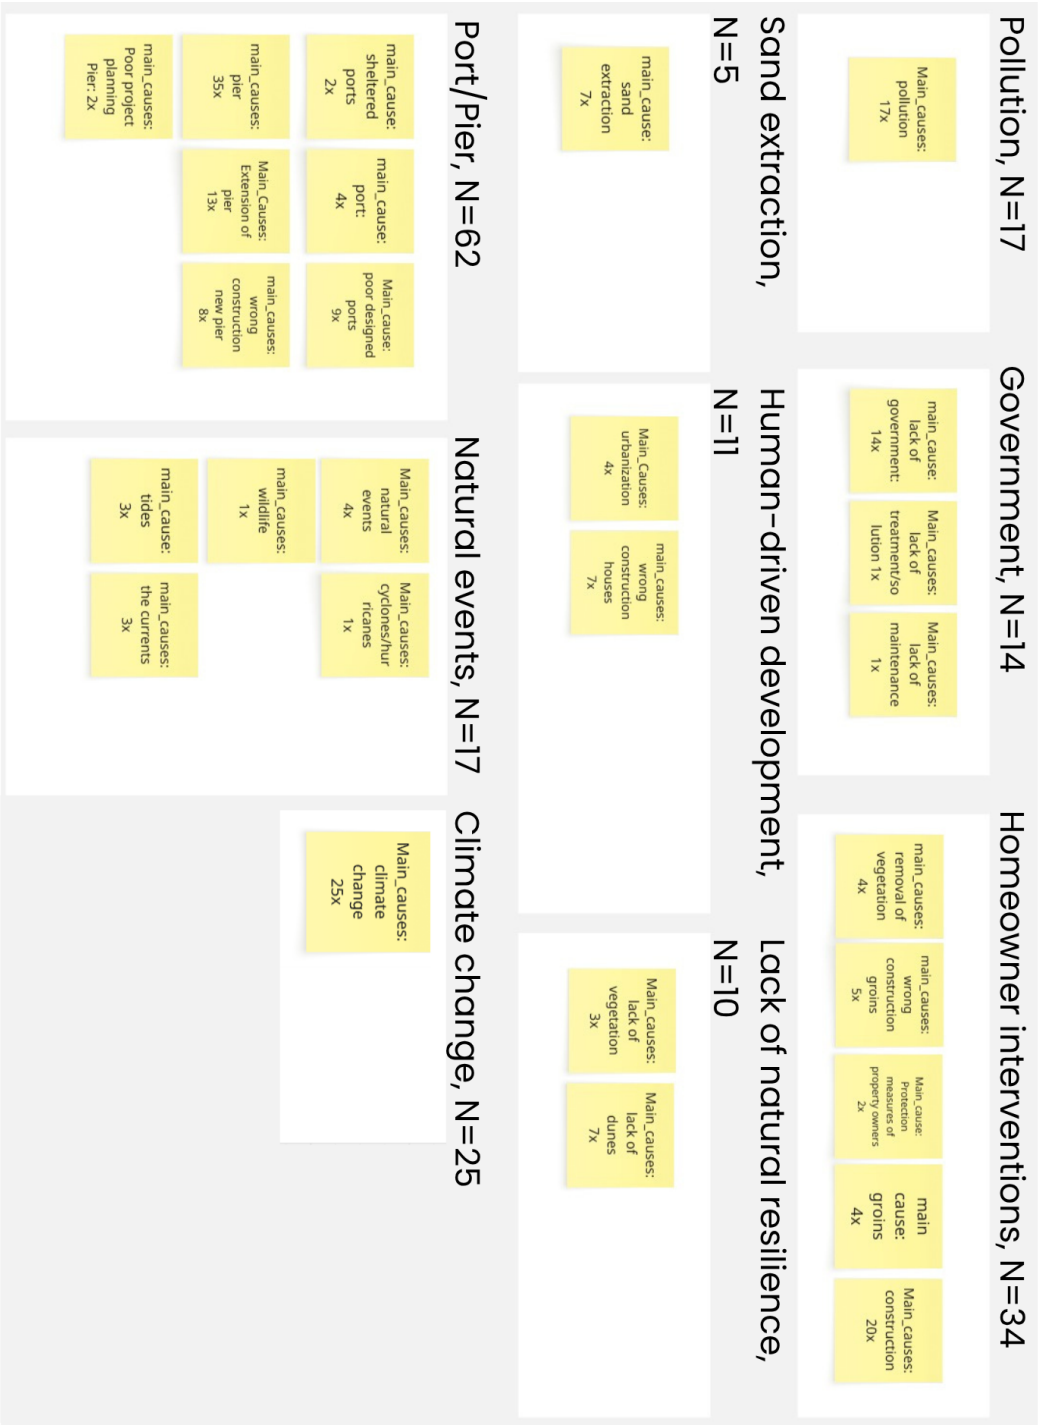 Pollution, N=17
Main_causes:
pollution
17x
Government, N=14
main_cause:
lack of
government:
14x
Main_causes:
lack of
treatment/so
lution 1x
Main_causes:
lack of
maintenance
1x
Homeowner interventions, N=34
main_causes:
removal of
vegetation
4x
main_causes:
wrong
construction
groins
5x
Main_cause:
Protection
measures of
property owners
2x
main
cause:
groins
4x
Main_causes:
construction
20x
Sand extraction,
N=5
main_cause:
sand
extraction
7x
Human-driven development,
N=11
Main_Causes:
urbanization
4x
main_causes:
wrong
construction
houses
7x
Lack of natural resilience,
N=10
Main_causes:
lack of
vegetation
3x
Main_causes:
lack of
dunes
7x
Port/Pier, N=62
main_cause:
sheltered
ports
2x
main_cause:
port:
4x
Main_cause:
poor designed
ports
9x
main_causes:
pier
35x
Main_Causes:
Extension of
pier
13x
main_causes:
wrong
construction
new pier
8x
main_causes:
Poor project
planning
Pier: 2x
Natural events, N=17
Main_causes:
natural
events
4x
Main_causes:
cyclones/hur
ricanes
1x
main_causes:
wildlife
1x
main_cause:
tides
3x
main_causes:
the currents
3x
Climate change, N=25
Main_causes:
climate
change
25x